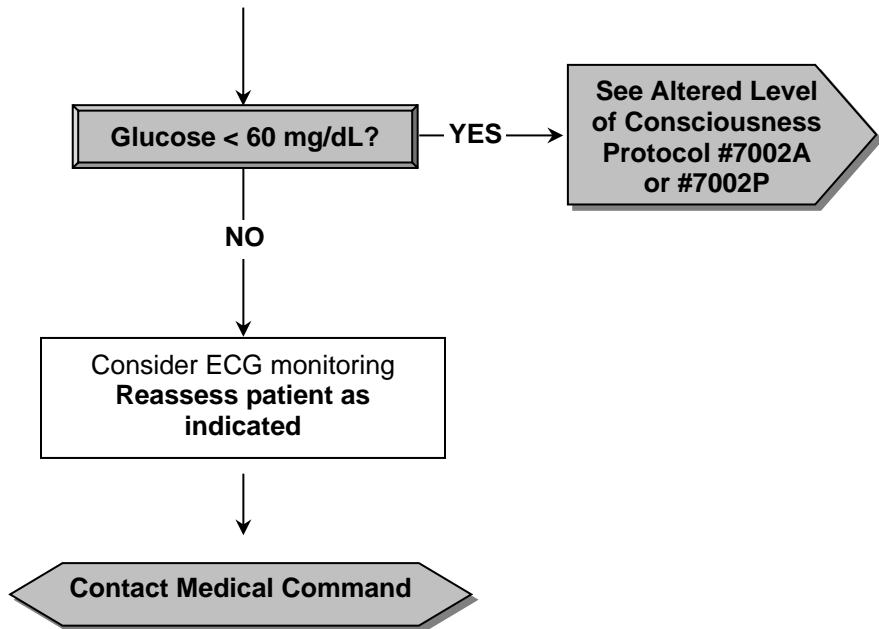 Glucose < 60 mg/dL?
YES
See Altered Level
of Consciousness
Protocol #7002A
or #7002P
NO
Consider ECG monitoring
Reassess patient as
indicated
Contact Medical Command